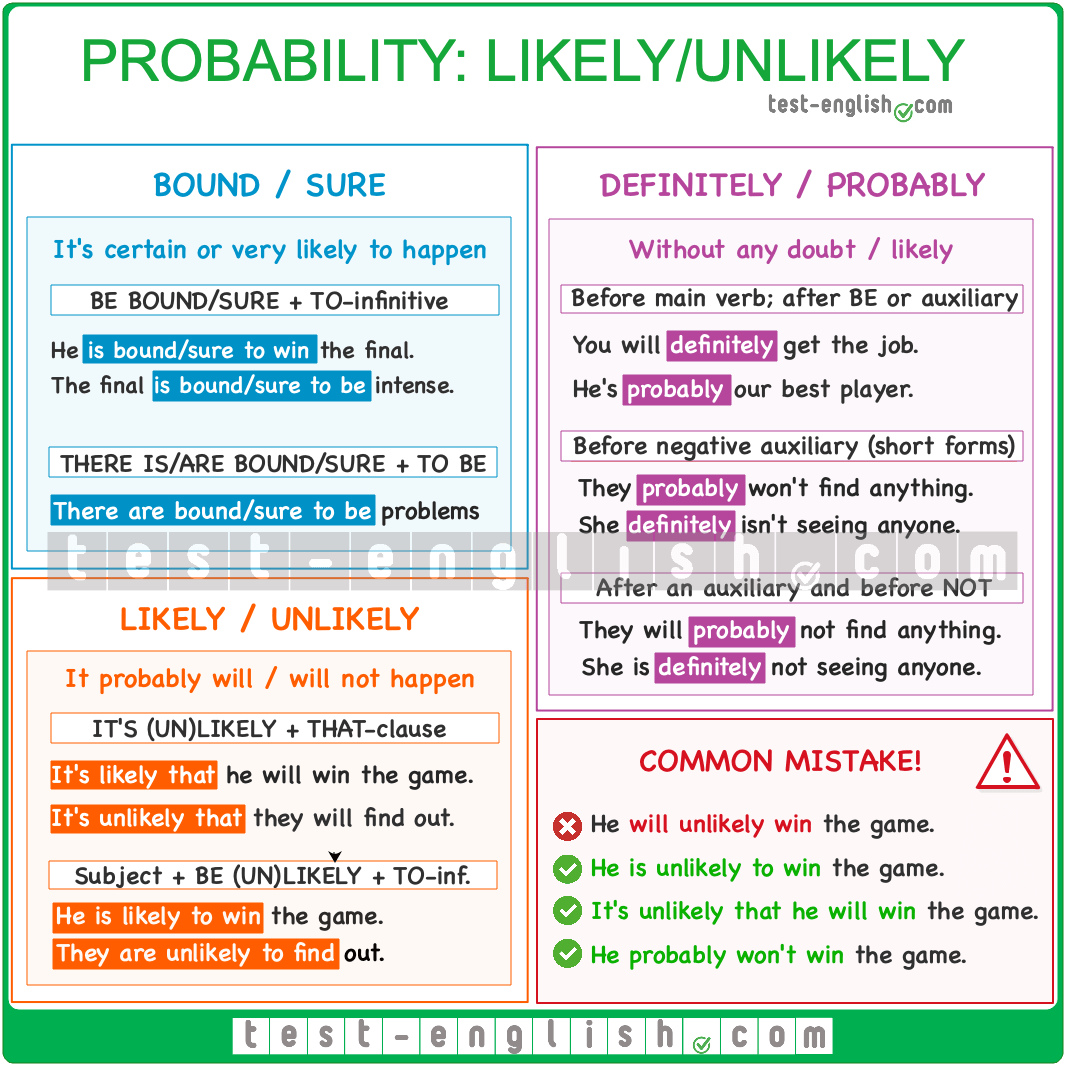 PROBABILITY: LIKELY/UNLIKELY
test-english.com
BOUND / SURE
It's certain or very likely to happen
BE BOUND/SURE + TO-infinitive
He is bound/sure to win the final.
The final is bound/sure to be intense.
THERE IS/ARE BOUND/SURE + TO BE
There are bound/sure to be problems
LIKELY / UNLIKELY
It probably will / will not happen
IT'S (UN)LIKELY + THAT-clause
It's likely that he will win the game.
It's unlikely that they will find out.
Subject + BE (UN)LIKELY + TO-inf.
He is likely to win the game.
They are unlikely to find out.
DEFINITELY / PROBABLY
Without any doubt / likely
Before main verb; after BE or auxiliary
You will definitely get the job.
He's probably our best player.
Before negative auxiliary (short forms)
They probably won't find anything.
She definitely isn't seeing anyone.
After an auxiliary and before NOT
They will probably not find anything.
She is definitely not seeing anyone.
COMMON MISTAKE!
He will unlikely win the game.
He is unlikely to win the game.
It's unlikely that he will win the game.
He probably won't win the game.
test-english.com
test-english.com